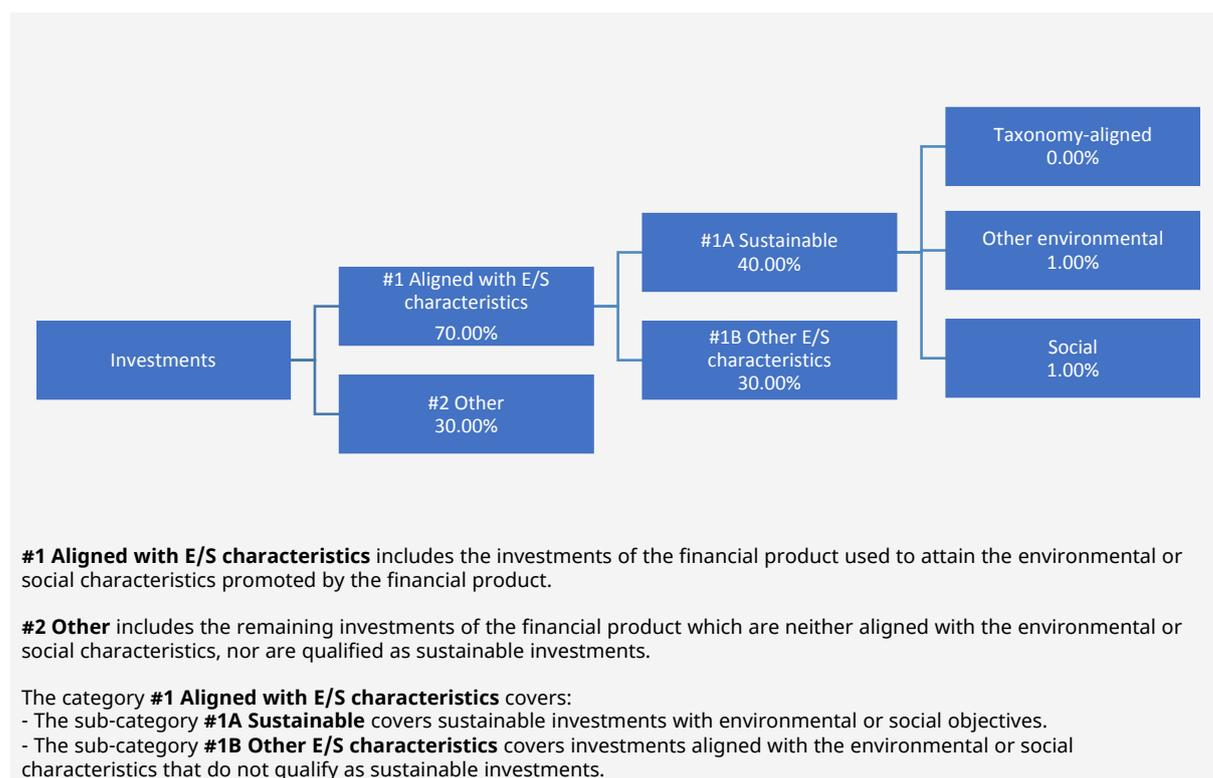 Taxonomy-aligned
0.00%
#1A Sustainable
40.00%
Other environmental
1.00%
#1 Aligned with E/S
characteristics
70.00%
Investments
#1B Other E/S
characteristics
30.00%
Social
1.00%
#2 Other
30.00%
#1 Aligned with E/S characteristics includes the investments of the financial product used to attain the environmental or
social characteristics promoted by the financial product.
#2 Other includes the remaining investments of the financial product which are neither aligned with the environmental or
social characteristics, nor are qualified as sustainable investments.
The category #1 Aligned with E/S characteristics covers:
- The sub-category #1A Sustainable covers sustainable investments with environmental or social objectives.
- The sub-category #1B Other E/S characteristics covers investments aligned with the environmental or social
characteristics that do not qualify as sustainable investments.